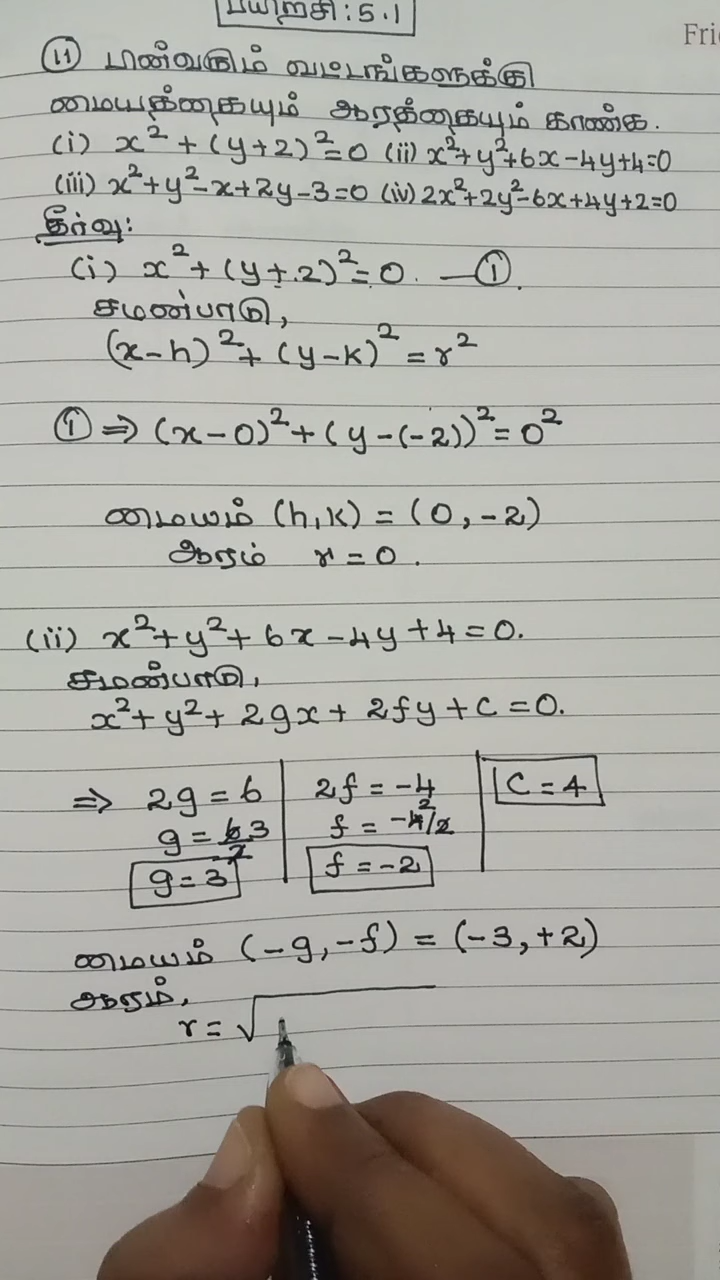 பயிற்சி : 5.1
Fri
⑪ பின்வரும் வட்டங்களுக்கு
மையத்தையும் ஆரத்தையும் காண்க.
(i) x² + (y+2)² = 0 (ii) x²+y²+6x-4y+4=0
(iii) x²+y²-x+2y-3=0 (iv) 2x²+2y²-6x+4y+2=0
தீர்வு:
(i) x² + (y+2)² = 0. —①.
சமன்பாடு,
(x-h)² + (y-k)² = r²
① ⇒ (x-0)² + (y-(-2))² = 0²
மையம் (h,k) = (0,-2)
ஆரம் r = 0.
(ii) x²+y²+6x-4y+4=0.
சமன்பாடு,
x²+y²+2gx+2fy+c=0.
⇒ 2g = 6 | 2f = -4 | c = 4
g = 6/2 3 | f = -4/2 2
g = 3 | f = -2
மையம் (-g,-f) = (-3,+2)
ஆரம்,
r = √